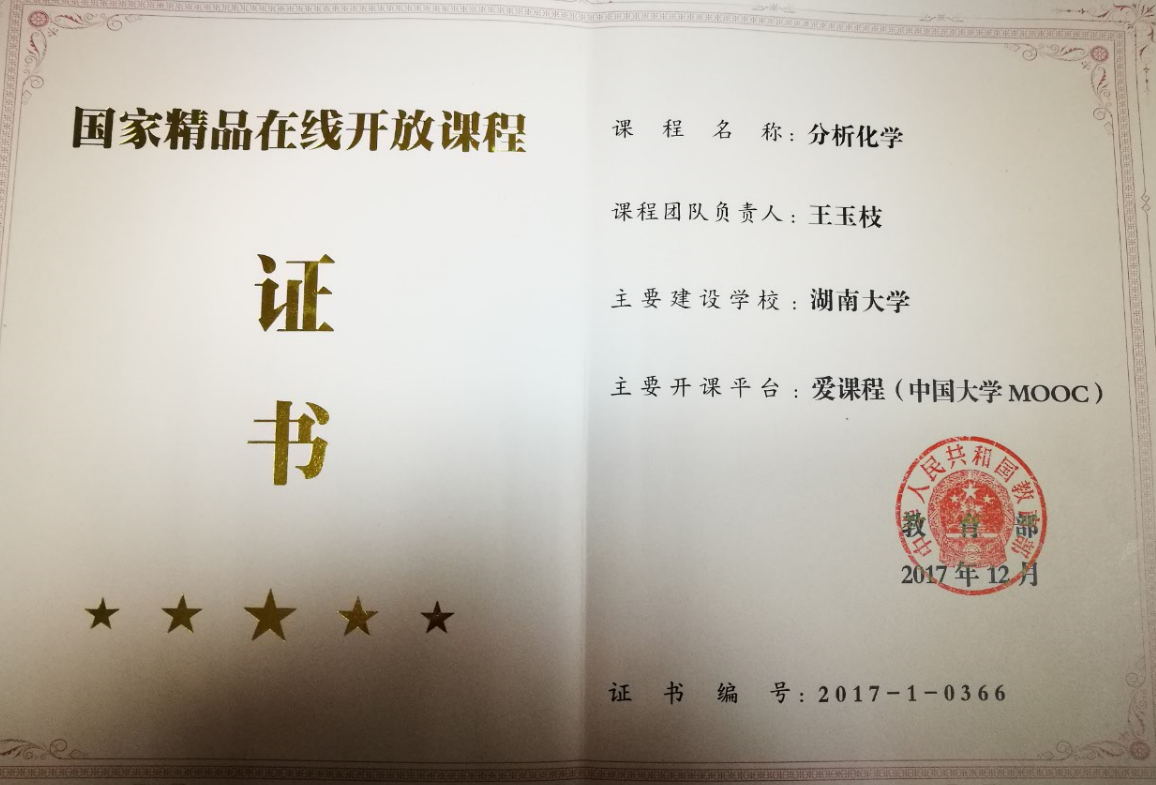 国家精品在线开放课程
证
书
课程名称：分析化学
课程团队负责人：王玉枝
主要建设学校：湖南大学
主要开课平台：爱课程（中国大学MOOC）
中华人民共和国教育部
教育部
2017年12月
证书编号：2017-1-0366